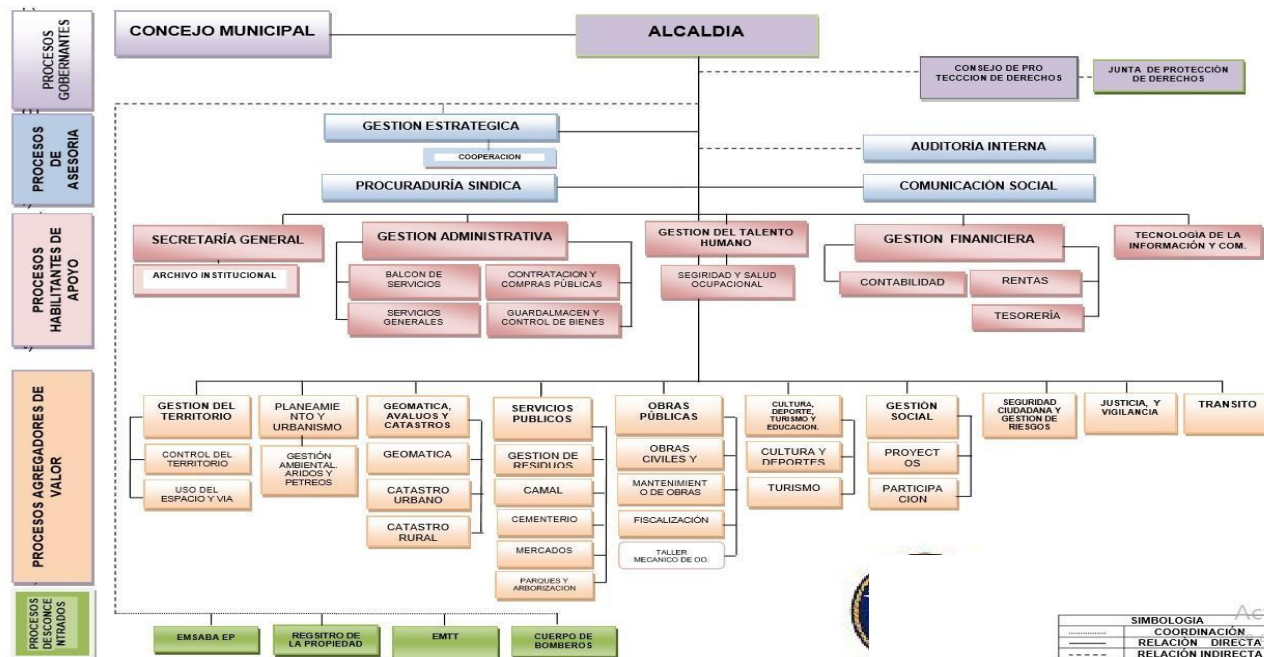 PROCESOS
GOBERNANTES
CONCEJO MUNICIPAL
ALCALDIA
CONSEJO DE PRO
TECCCION DE DERECHOS
JUNTA DE PROTECCIÓN
DE DERECHOS
PROCESOS
DE
ASESORIA
GESTION ESTRATEGICA
COOPERACION
AUDITORÍA INTERNA
PROCURADURÍA SINDICA
COMUNICACIÓN SOCIAL
PROCESOS
HABILITANTES DE
APOYO
SECRETARÍA GENERAL
ARCHIVO INSTITUCIONAL
GESTION ADMINISTRATIVA
BALCON DE
SERVICIOS
CONTRATACION Y
COMPRAS PÚBLICAS
SERVICIOS
GENERALES
GUARDALMACEN Y
CONTROL DE BIENES
GESTION DEL TALENTO
HUMANO
SEGIRIDAD Y SALUD
OCUPACIONAL
GESTION FINANCIERA
CONTABILIDAD
RENTAS
TESORERÍA
TECNOLOGÍA DE LA
INFORMACIÓN Y COM.
PROCESOS AGREGADORES DE
VALOR
GESTION DEL
TERRITORIO
CONTROL DEL
TERRITORIO
USO DEL
ESPACIO Y VIA
PLANEAMIE
NTO Y
URBANISMO
GESTIÓN
AMBIENTAL.
ARIDOS Y
PETREOS
GEOMATICA,
AVALUOS Y
CATASTROS
GEOMATICA
CATASTRO
URBANO
CATASTRO
RURAL
SERVICIOS
PUBLICOS
GESTION DE
RESIDUOS
CAMAL
CEMENTERIO
MERCADOS
PARQUES Y
ARBORIZACION
OBRAS
PÚBLICAS
OBRAS
CIVILES Y
MANTENIMIENT
O DE OBRAS
FISCALIZACIÓN
TALLER
MECANICO DE OO.
CULTURA,
DEPORTE,
TURISMO Y
EDUCACION.
CULTURA Y
DEPORTES
TURISMO
GESTIÓN
SOCIAL
PROYECT
OS
PARTICIPA
CION
SEGURIDAD
CIUDADANA Y
GESTION DE
RIESGOS
JUSTICIA, Y
VIGILANCIA
TRANSITO
PROCESOS
DESCONCE
NTRADOS
EMSABA EP
REGSITRO DE
LA PROPIEDAD
EMTT
CUERPO DE
BOMBEROS
SIMBOLOGIA
COORDINACIÓN
RELACIÓN DIRECTA
RELACIÓN INDIRECTA